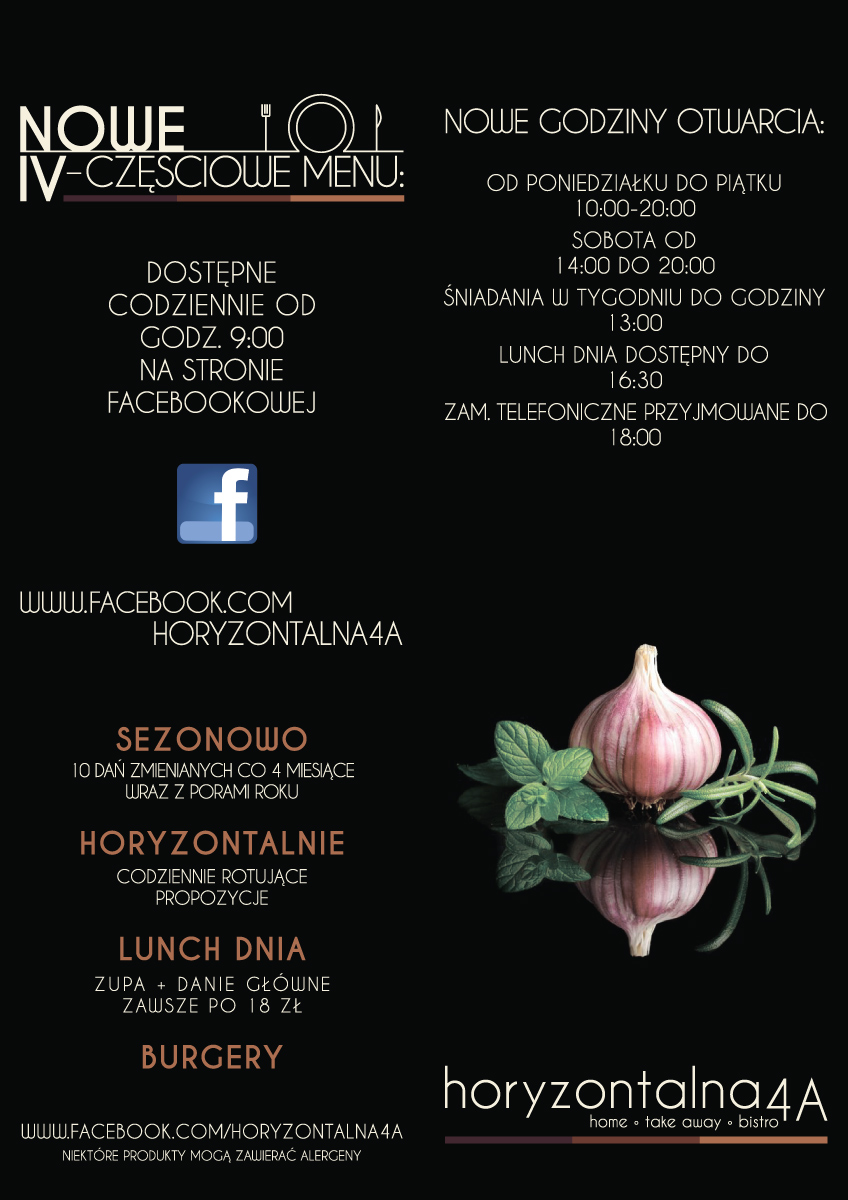 NOWE
IV-CZĘSCIOWE MENU:
DOSTĘPNE
CODZIENNIE OD
GODZ. 9:00
NA STRONIE
FACEBOOKOWEJ
f
WWW.FACEBOOK.COM
HORYZONTALNA4A
SEZONOWO
10 DAŃ ZMIENIANYCH CO 4 MIESIĄCE
WRAZ Z PORAMI ROKU
HORYZONTALNIE
CODZIENNIE ROTUJĄCE
PROPOZYCJE
LUNCH DNIA
ZUPA + DANIE GŁÓWNE
ZAWSZE PO 18 ZŁ
BURGERY
WWW.FACEBOOK.COM/HORYZONTALNA4A
NIEKTÓRE PRODUKTY MOGĄ ZAWIERAĆ ALERGENY
NOWE GODZINY OTWARCIA:
OD PONIEDZIAŁKU DO PIĄTKU
10:00-20:00
SOBOTA OD
14:00 DO 20:00
ŚNIADANIA W TYGODNIU DO GODZINY
13:00
LUNCH DNIA DOSTĘPNY DO
16:30
ZAM. TELEFONICZNE PRZYJMOWANE DO
18:00
horyzontalna4A
home ∘ take away ∘ bistro